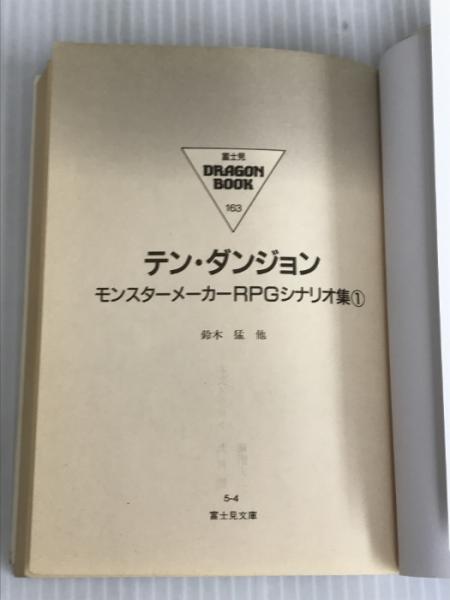 富士見
DRAGON
BOOK
163
テン・ダンジョン
モンスターメーカーRPGシナリオ集①
鈴木 猛 他
5-4
富士見文庫